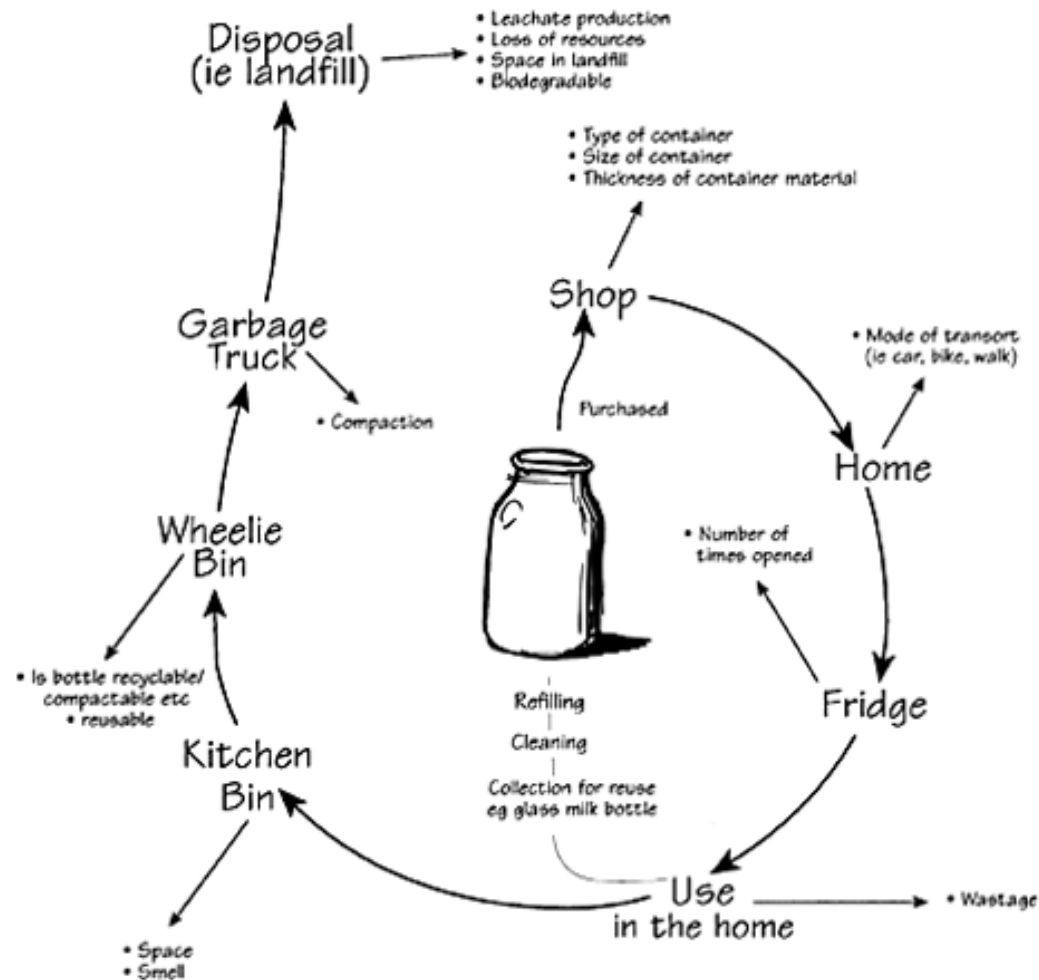 Disposal
(ie landfill)
• Leachate production
• Loss of resources
• Space in landfill
• Biodegradable
• Type of container
• Size of container
• Thickness of container material
Shop
Garbage
Truck
• Compaction
Purchased
• Mode of transort
(ie car, bike, walk)
Home
Wheelie
Bin
• Number of
times opened
• Is bottle recyclable/
compactable etc
• reusable
Refilling
Cleaning
Collection for reuse
eg glass milk bottle
Fridge
Kitchen
Bin
Use
in the home
• Wastage
• Space
• Smell